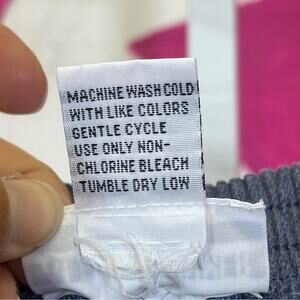 MACHINE WASH COLD
WITH LIKE COLORS
GENTLE CYCLE
USE ONLY NON-
CHLORINE BLEACH
TUMBLE DRY LOW